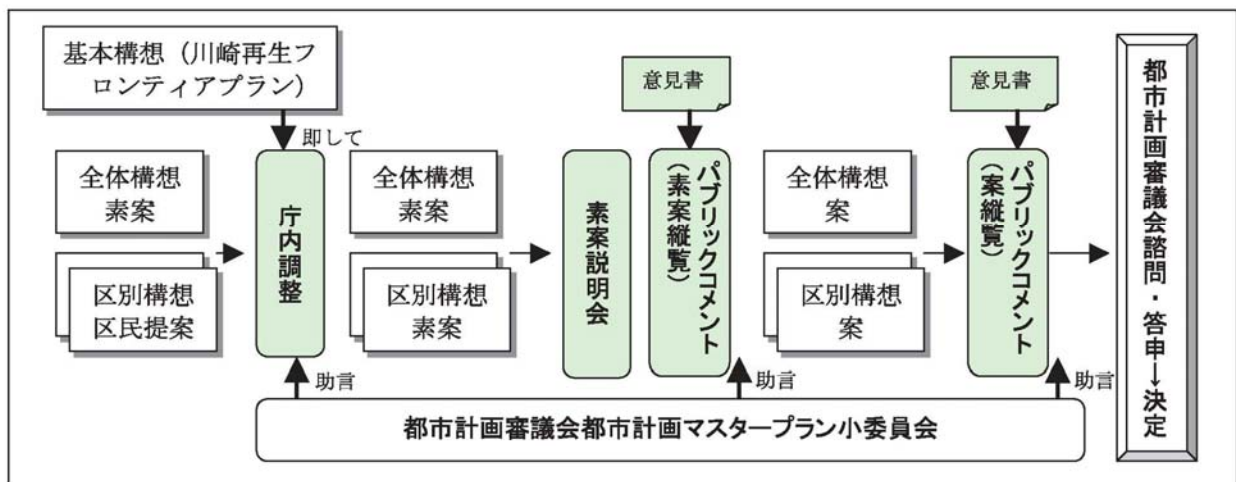 基本構想（川崎再生フ
ロンティアプラン）
即して
全体構想
素案
区別構想
区民提案
庁内調整
全体構想
素案
区別構想
素案
素案説明会
意見書
パブリックコメント
（素案縦覧）
全体構想
案
区別構想
案
意見書
パブリックコメント
（案縦覧）
都市計画審議会諮問・答申→決定
助言
助言
助言
都市計画審議会都市計画マスタープラン小委員会